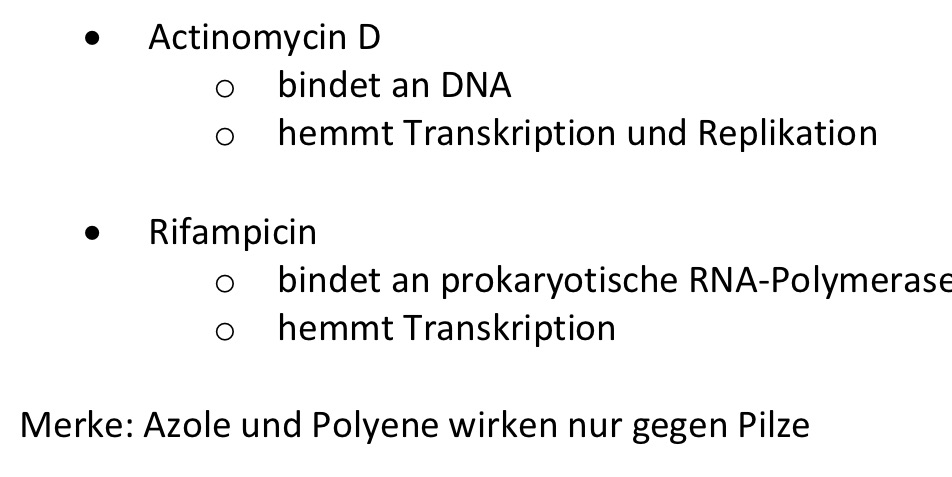 • Actinomycin D
o bindet an DNA
o hemmt Transkription und Replikation
• Rifampicin
o bindet an prokaryotische RNA-Polymerase
o hemmt Transkription
Merke: Azole und Polyene wirken nur gegen Pilze